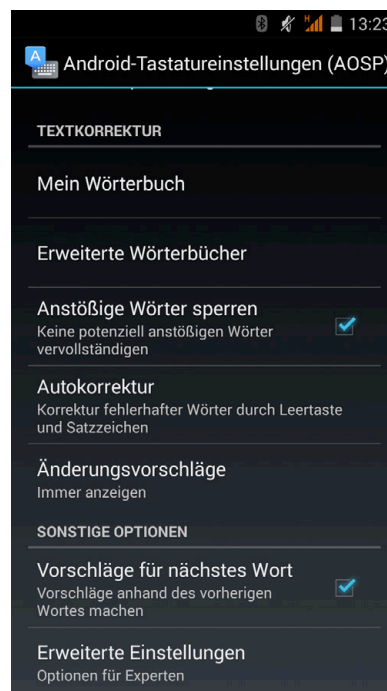 H
13:23
Android-Tastatureinstellungen (AOSP)
TEXTKORREKTUR
Mein Wörterbuch
Erweiterte Wörterbücher
Anstößige Wörter sperren
Keine potenziell anstößigen Wörter
vervollständigen
Autokorrektur
Korrektur fehlerhafter Wörter durch Leertaste
und Satzzeichen
Änderungsvorschläge
Immer anzeigen
SONSTIGE OPTIONEN
Vorschläge für nächstes Wort
Vorschläge anhand des vorherigen
Wortes machen
Erweiterte Einstellungen
Optionen für Experten